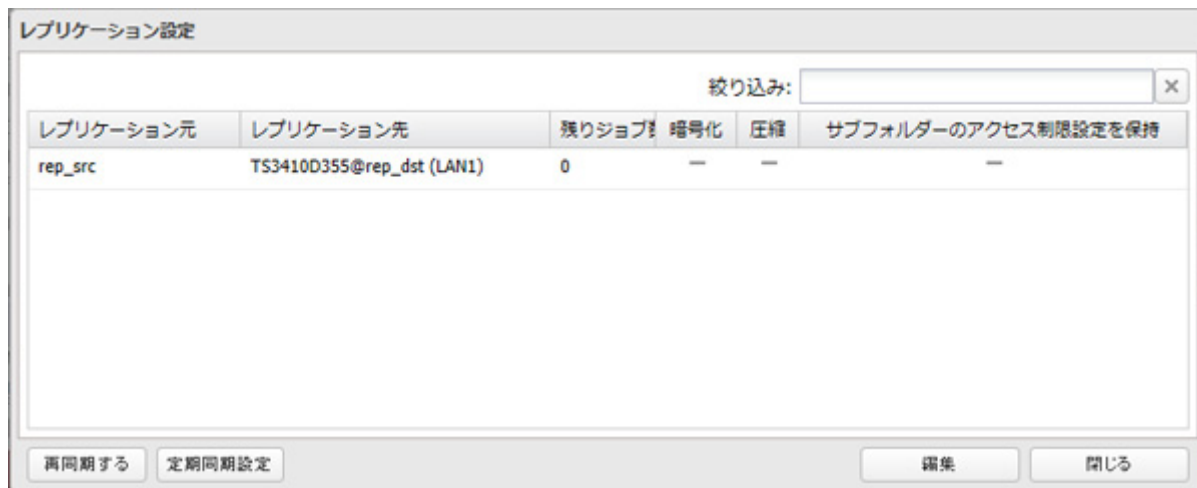 レプリケーション設定
絞り込み:
レプリケーション元 レプリケーション先 残りジョブ数 暗号化 圧縮 サブフォルダーのアクセス制限設定を保持
rep_src TS3410D355@rep_dst (LAN1) 0 — — —
再同期する 定期同期設定 編集 閉じる